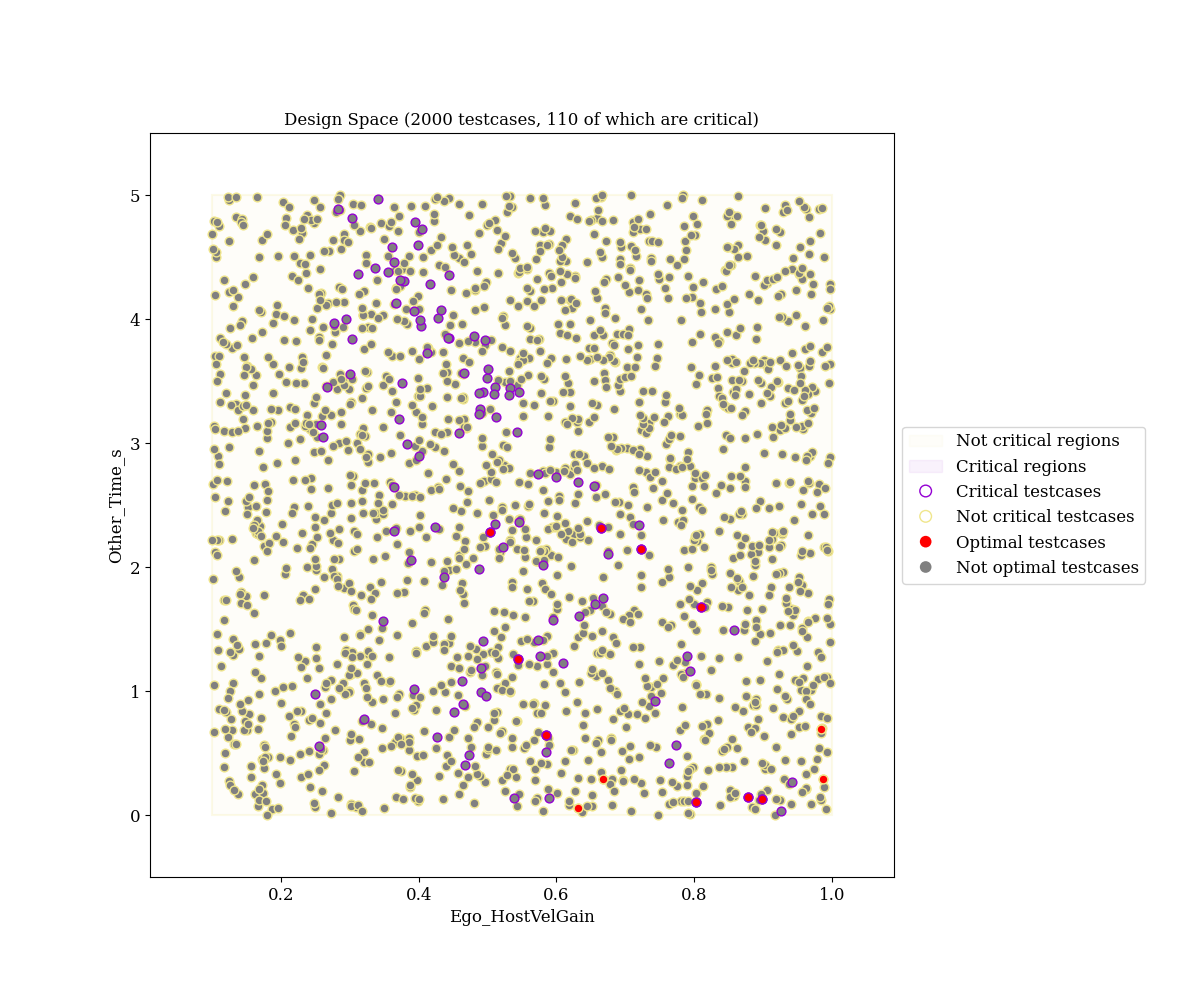 Design Space (2000 testcases, 110 of which are critical)
5
4
3
2
1
0
Other_Time_s
0.2
0.4
0.6
0.8
1.0
Ego_HostVelGain
Not critical regions
Critical regions
Critical testcases
Not critical testcases
Optimal testcases
Not optimal testcases